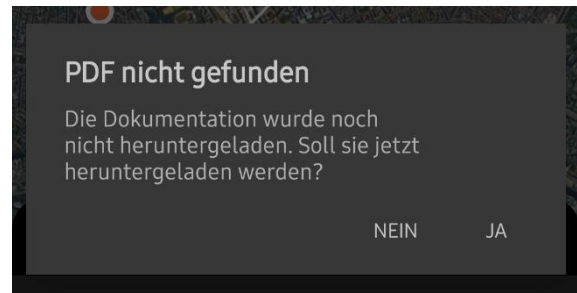 PDF nicht gefunden
Die Dokumentation wurde noch
nicht heruntergeladen. Soll sie jetzt
heruntergeladen werden?
NEIN JA